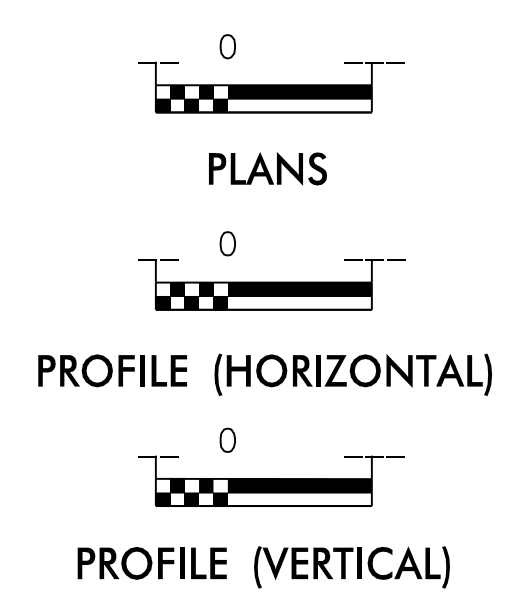 0
PLANS
0
PROFILE (HORIZONTAL)
0
PROFILE (VERTICAL)